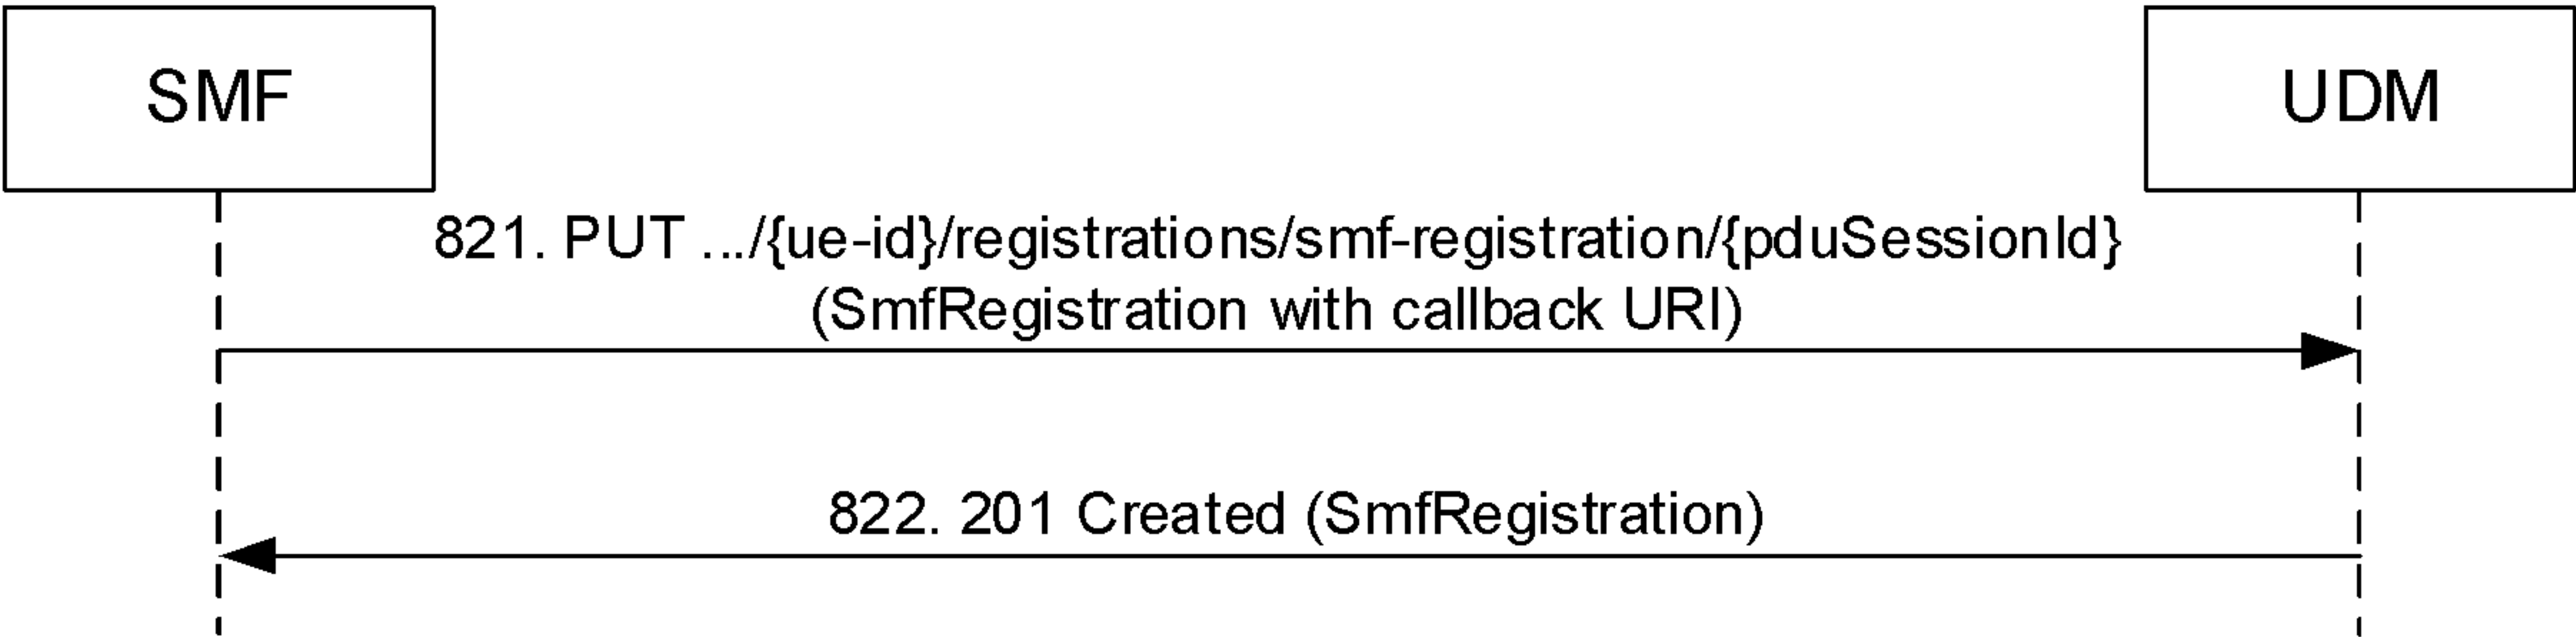 SMF
UDM
821. PUT .../{ue-id}/registrations/smf-registration/{pduSessionId}
(SmfRegistration with callback URI)
822. 201 Created (SmfRegistration)